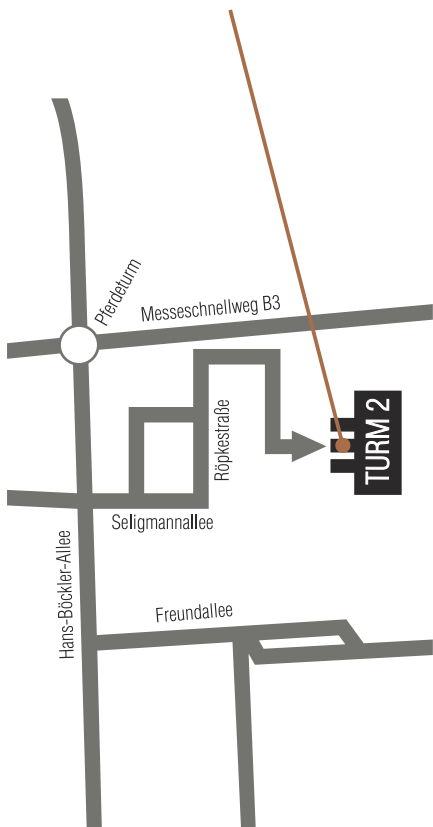 Pferdeturm
Messeschnellweg B3
Röpkestraße
TURM 2
Seligmannallee
Hans-Böckler-Allee
Freundallee